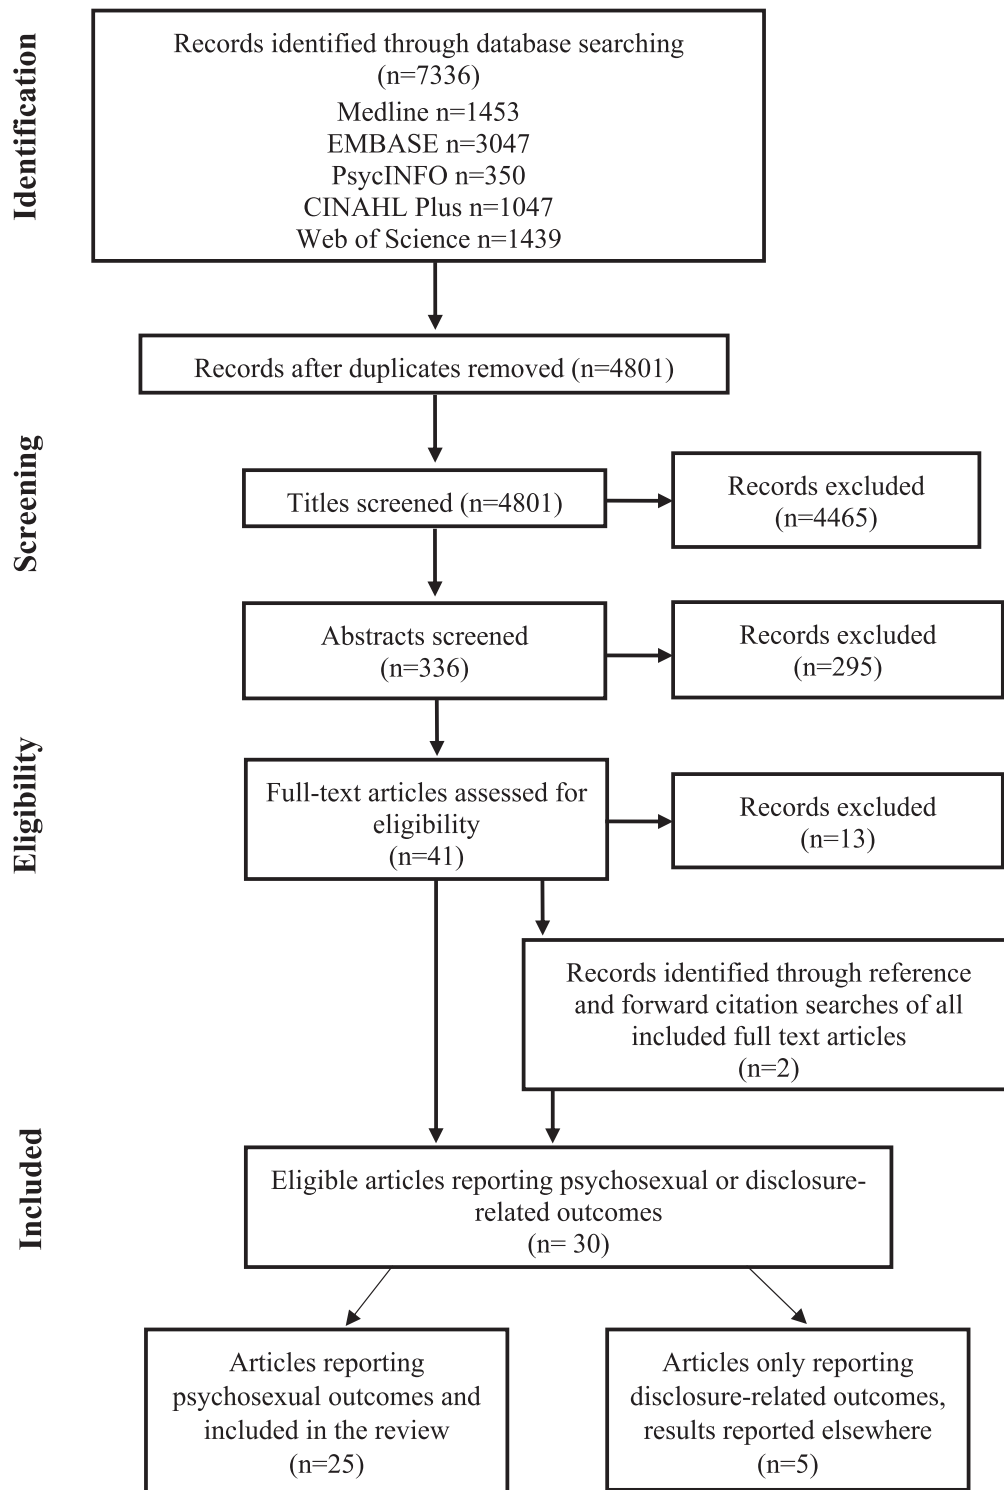 Identification
Records identified through database searching
(n=7336)
Medline n=1453
EMBASE n=3047
PsycINFO n=350
CINAHL Plus n=1047
Web of Science n=1439
Records after duplicates removed (n=4801)
Screening
Titles screened (n=4801)
Records excluded
(n=4465)
Abstracts screened
(n=336)
Records excluded
(n=295)
Eligibility
Full-text articles assessed for
eligibility
(n=41)
Records excluded
(n=13)
Records identified through reference
and forward citation searches of all
included full text articles
(n=2)
Included
Eligible articles reporting psychosexual or disclosure-
related outcomes
(n= 30)
Articles reporting
psychosexual outcomes and
included in the review
(n=25)
Articles only reporting
disclosure-related outcomes,
results reported elsewhere
(n=5)